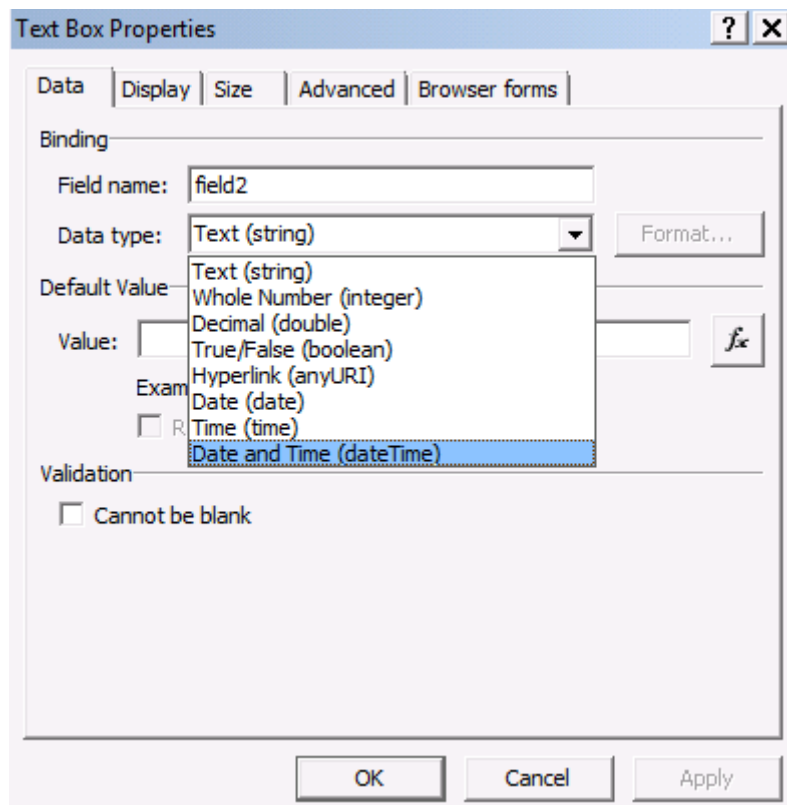 Text Box Properties
? X
Data Display Size Advanced Browser forms
Binding
Field name: field2
Data type: Text (string) Format...
Text (string)
Whole Number (integer)
Decimal (double)
True/False (boolean)
Hyperlink (anyURI)
Date (date)
Time (time)
Date and Time (dateTime)
Default Value
Value: fx
Exam
R
Validation
Cannot be blank
OK Cancel Apply